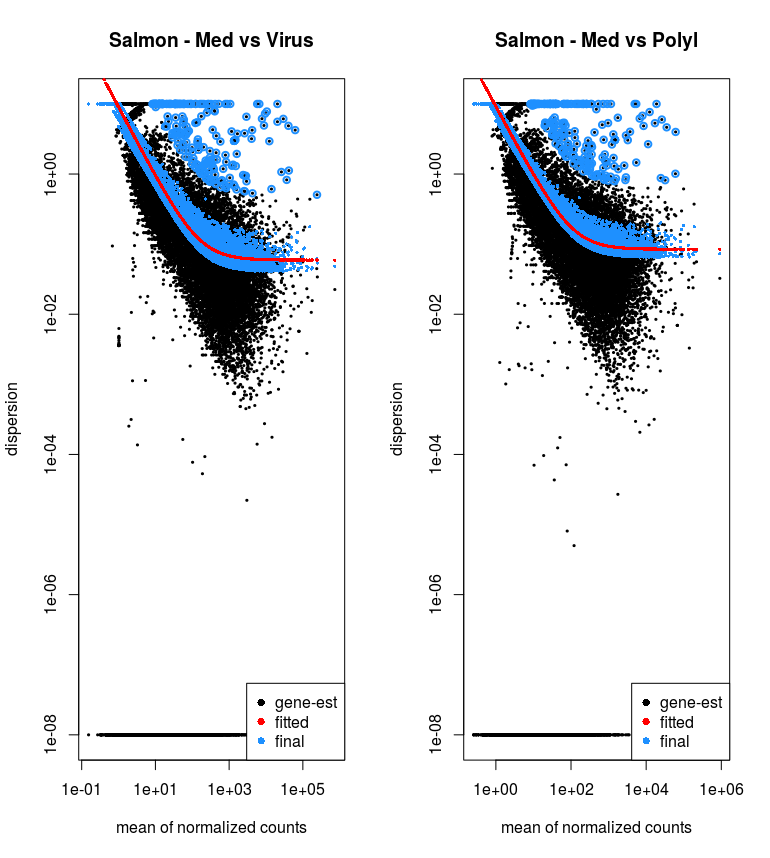 Salmon - Med vs Virus
dispersion
1e+00
1e-02
1e-04
1e-06
1e-08
gene-est
fitted
final
1e-01 1e+01 1e+03 1e+05
mean of normalized counts
Salmon - Med vs PolyI
dispersion
1e+00
1e-02
1e-04
1e-06
1e-08
gene-est
fitted
final
1e+00 1e+02 1e+04 1e+06
mean of normalized counts